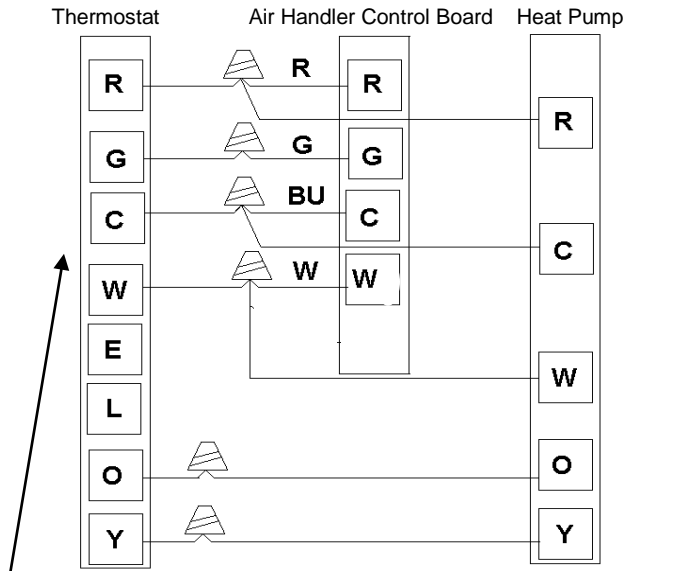 Thermostat Air Handler Control Board Heat Pump
R R R
R
G G G
BU
C C
C
W W W
E
W
L
O O
Y Y